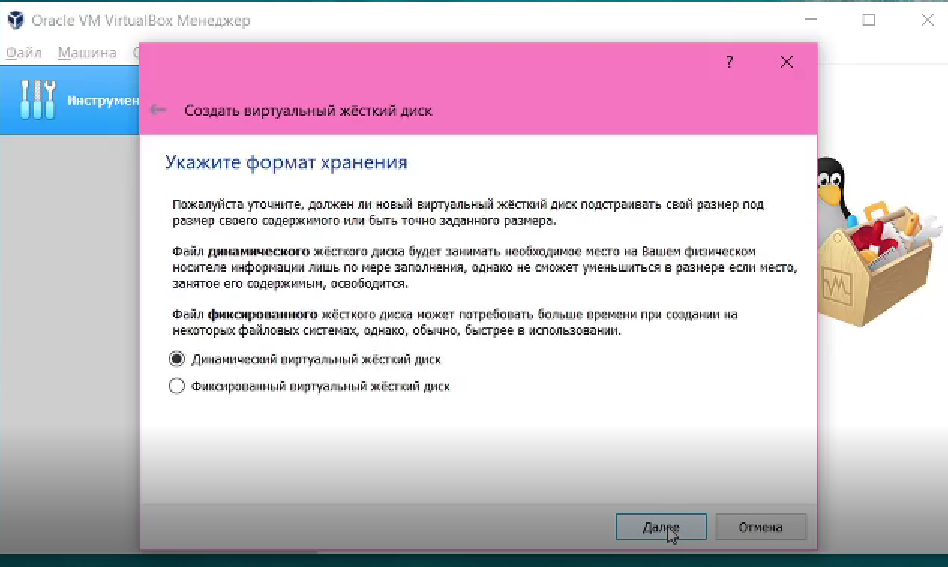 Oracle VM VirtualBox Менеджер
Файл Машина С
Инструмен
?
Создать виртуальный жёсткий диск
Укажите формат хранения
Пожалуйста уточните, должен ли новый виртуальный жёсткий диск подстраивать свой размер под
размер своего содержимого или быть точно заданного размера.
Файл динамического жёсткого диска будет занимать необходимое место на Вашем физическом
носителе информации лишь по мере заполнения, однако не сможет уменьшиться в размере если место,
занятое его содержимым, освободится.
Файл фиксированного жёсткого диска может потребовать больше времени при создании на
некоторых файловых системах, однако, обычно, быстрее в использовании.
Динамический виртуальный жёсткий диск
Фиксированный виртуальный жёсткий диск
Далее Отмена